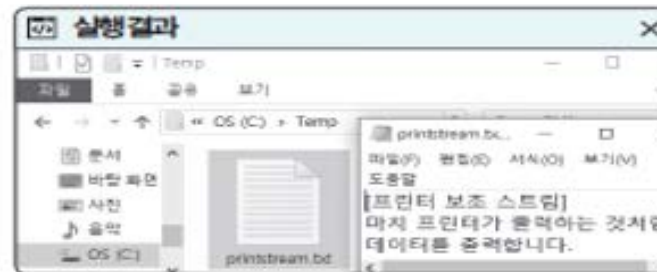 실행결과
Temp
파일 홈 공유 보기
« OS (C:) › Temp
문서
바탕 화면
사진
음악
OS (C:)
printstream.txt
printstream.tx...
파일(F) 편집(E) 서식(O) 보기(V)
도움말
[프린터 보조 스트림]
마치 프린터가 출력하는 것처럼
데이터를 출력합니다.